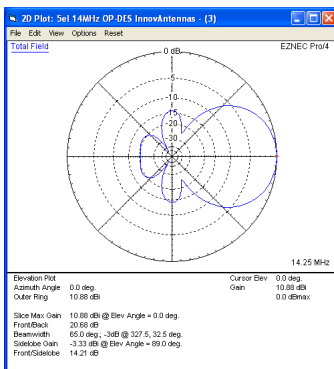 2D Plot: 5el 14MHz OP-DES InnovAntennas - (3)
File Edit View Options Reset
Total Field
EZNEC Pro/4
0 dB
-5
-10
-15
-20
-30
14.25 MHz
Elevation Plot
Cursor Elev 0.0 deg.
Azimuth Angle 0.0 deg.
Gain 10.88 dBi
Outer Ring 10.88 dBi
0.0 dBmax
Slice Max Gain 10.88 dBi @ Elev Angle = 0.0 deg.
Front/Back 20.68 dB
Beamwidth 65.0 deg.; -3dB @ 327.5, 32.5 deg.
Sidelobe Gain -3.33 dBi @ Elev Angle = 89.0 deg.
Front/Sidelobe 14.21 dB